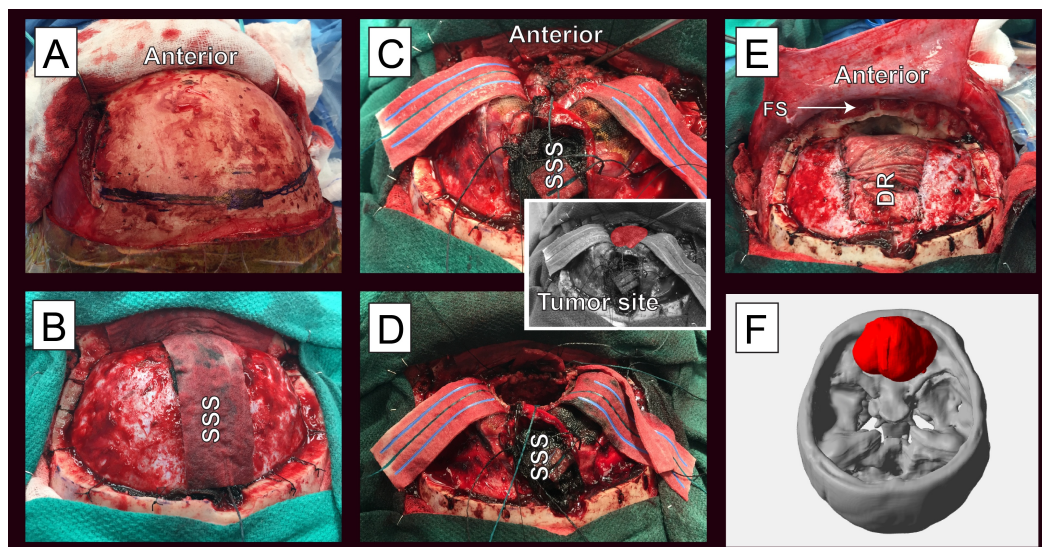 A
Anterior
B
SSS
C
Anterior
SSS
Tumor site
D
SSS
E
Anterior
FS
DR
F